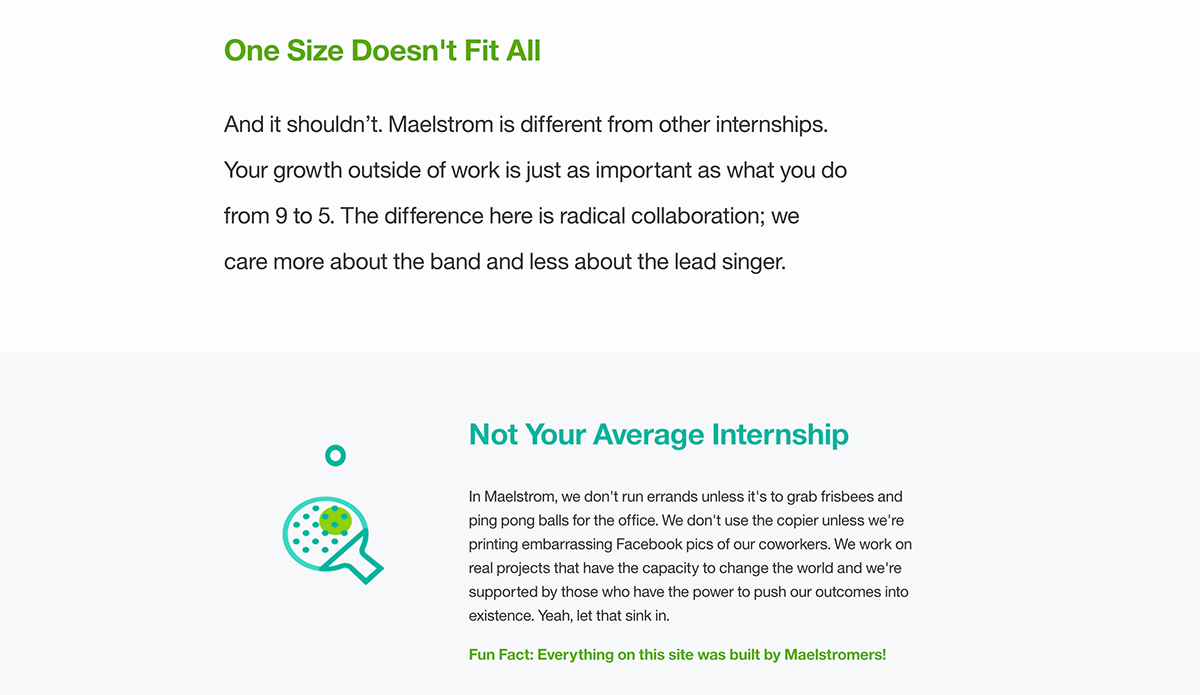 One Size Doesn't Fit All
And it shouldn’t. Maelstrom is different from other internships.
Your growth outside of work is just as important as what you do
from 9 to 5. The difference here is radical collaboration; we
care more about the band and less about the lead singer.
Not Your Average Internship
In Maelstrom, we don't run errands unless it's to grab frisbees and
ping pong balls for the office. We don't use the copier unless we're
printing embarrassing Facebook pics of our coworkers. We work on
real projects that have the capacity to change the world and we're
supported by those who have the power to push our outcomes into
existence. Yeah, let that sink in.
Fun Fact: Everything on this site was built by Maelstromers!